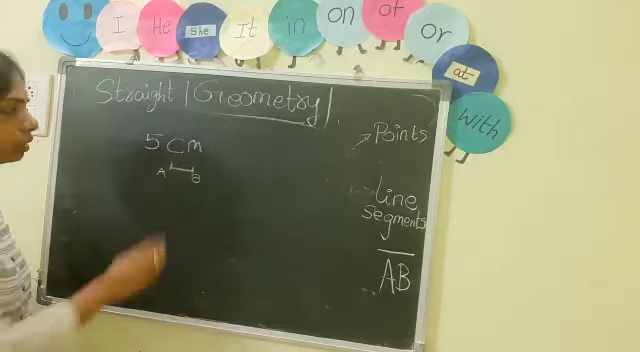 I
He
she
It
in
on
of
or
at
with
Straight | Geometry |
5 cm
A B
Points
line
segments
AB